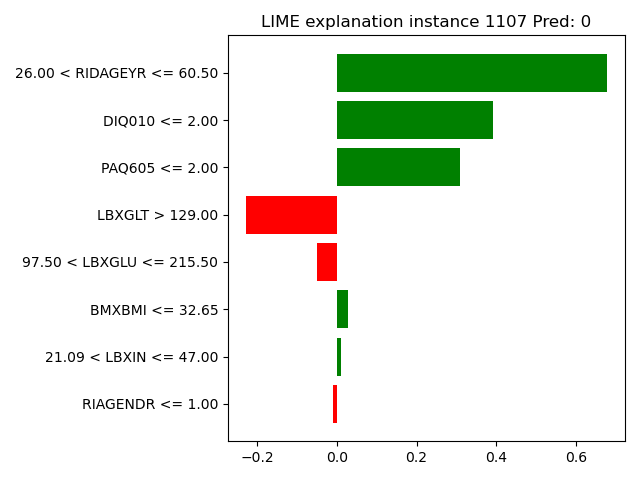 LIME explanation instance 1107 Pred: 0
26.00 < RIDAGEYR <= 60.50
DIQ010 <= 2.00
PAQ605 <= 2.00
LBXGLT > 129.00
97.50 < LBXGLU <= 215.50
BMXBMI <= 32.65
21.09 < LBXIN <= 47.00
RIAGENDR <= 1.00
−0.2 0.0 0.2 0.4 0.6